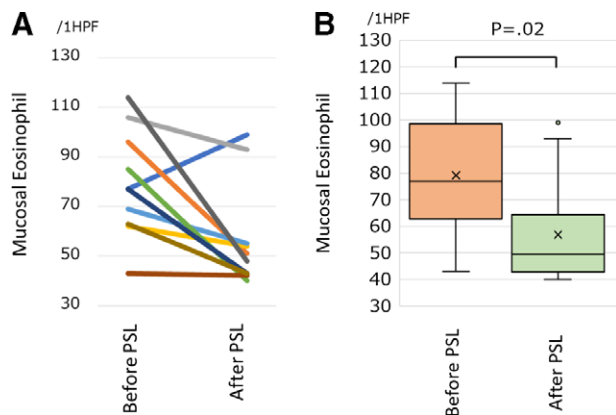 A
/1HPF
130
110
90
70
50
30
Mucosal Eosinophil
Before PSL
After PSL
B
/1HPF
P=.02
130
120
110
100
90
80
70
60
50
40
30
Mucosal Eosinophil
Before PSL
After PSL